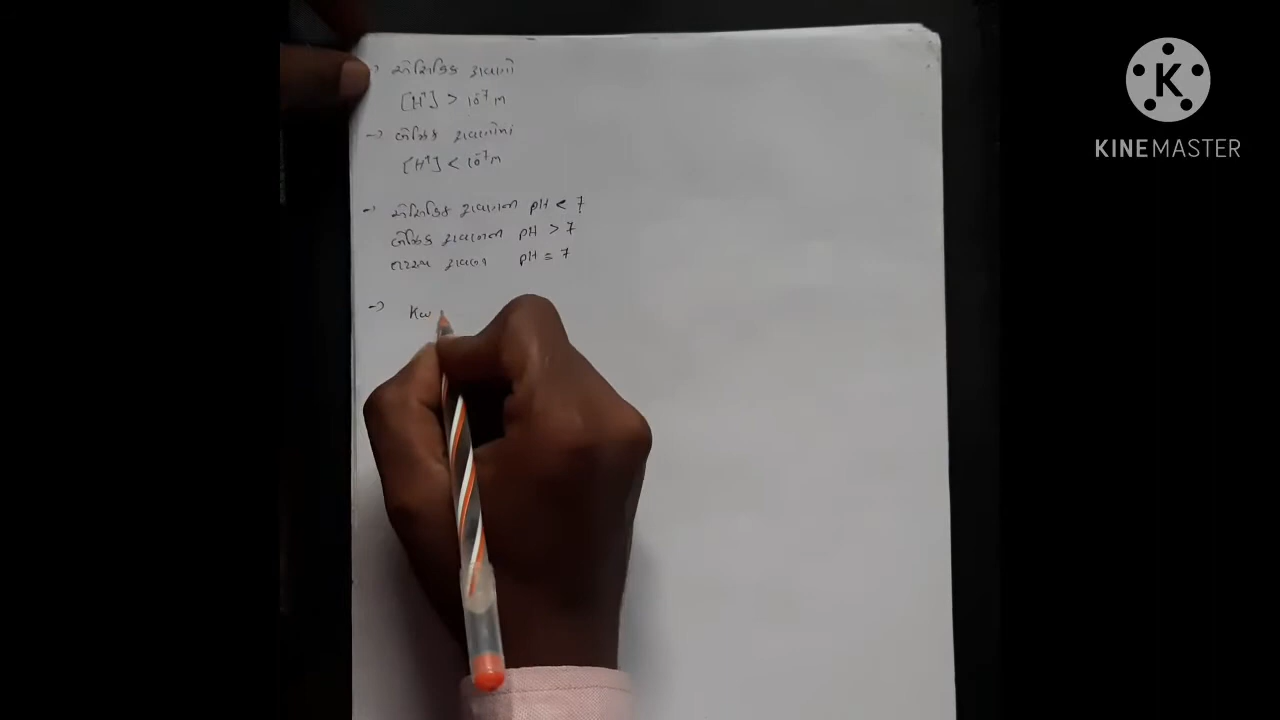 → એસિડિક દ્રાવણો
[H⁺] > 10⁻⁷ M
→ બેઝિક દ્રાવણોમાં
[H⁺] < 10⁻⁷ M
→ એસિડિક દ્રાવણની pH < 7
બેઝિક દ્રાવણની pH > 7
તટસ્થ દ્રાવણ pH = 7
→ Kw
K
KINEMASTER